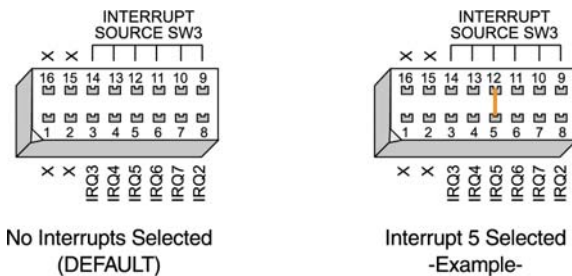 INTERRUPT
SOURCE SW3
X X
16 15 14 13 12 11 10 9
1 2 3 4 5 6 7 8
X X IRQ3 IRQ4 IRQ5 IRQ6 IRQ7 IRQ2
No Interrupts Selected
(DEFAULT)
INTERRUPT
SOURCE SW3
X X
16 15 14 13 12 11 10 9
1 2 3 4 5 6 7 8
X X IRQ3 IRQ4 IRQ5 IRQ6 IRQ7 IRQ2
Interrupt 5 Selected
-Example-